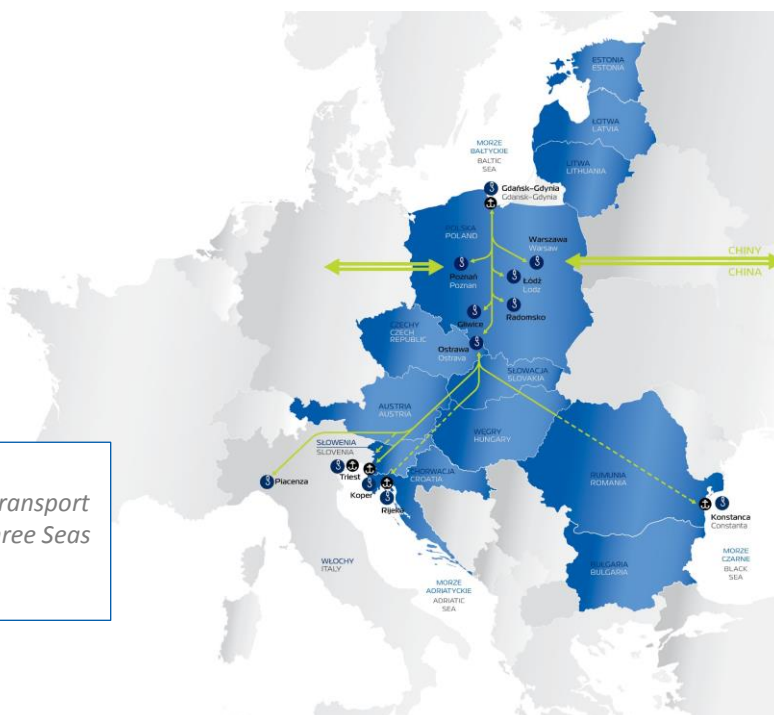 ESTONIA
ESTONIA
ŁOTWA
LATVIA
LITWA
LITHUANIA
MORZE
BAŁTYCKIE
BALTIC
SEA
Gdańsk-Gdynia
Gdansk-Gdynia
POLSKA
POLAND
Warszawa
Warsaw
CHINY
CHINA
Poznań
Poznan
Łódź
Lodz
Gliwice
Radomsko
CZECHY
CZECH
REPUBLIC
Ostrawa
Ostrava
SŁOWACJA
SLOVAKIA
AUSTRIA
AUSTRIA
WĘGRY
HUNGARY
SŁOWENIA
SLOVENIA
CHORWACJA
CROATIA
RUMUNIA
ROMANIA
Piacenza
Triest
Koper
Rijeka
Konstanca
Constanta
ransport
ree Seas
WŁOCHY
ITALY
MORZE
ADRIATYCKIE
ADRIATIC
SEA
BUŁGARIA
BULGARIA
MORZE
CZARNE
BLACK
SEA